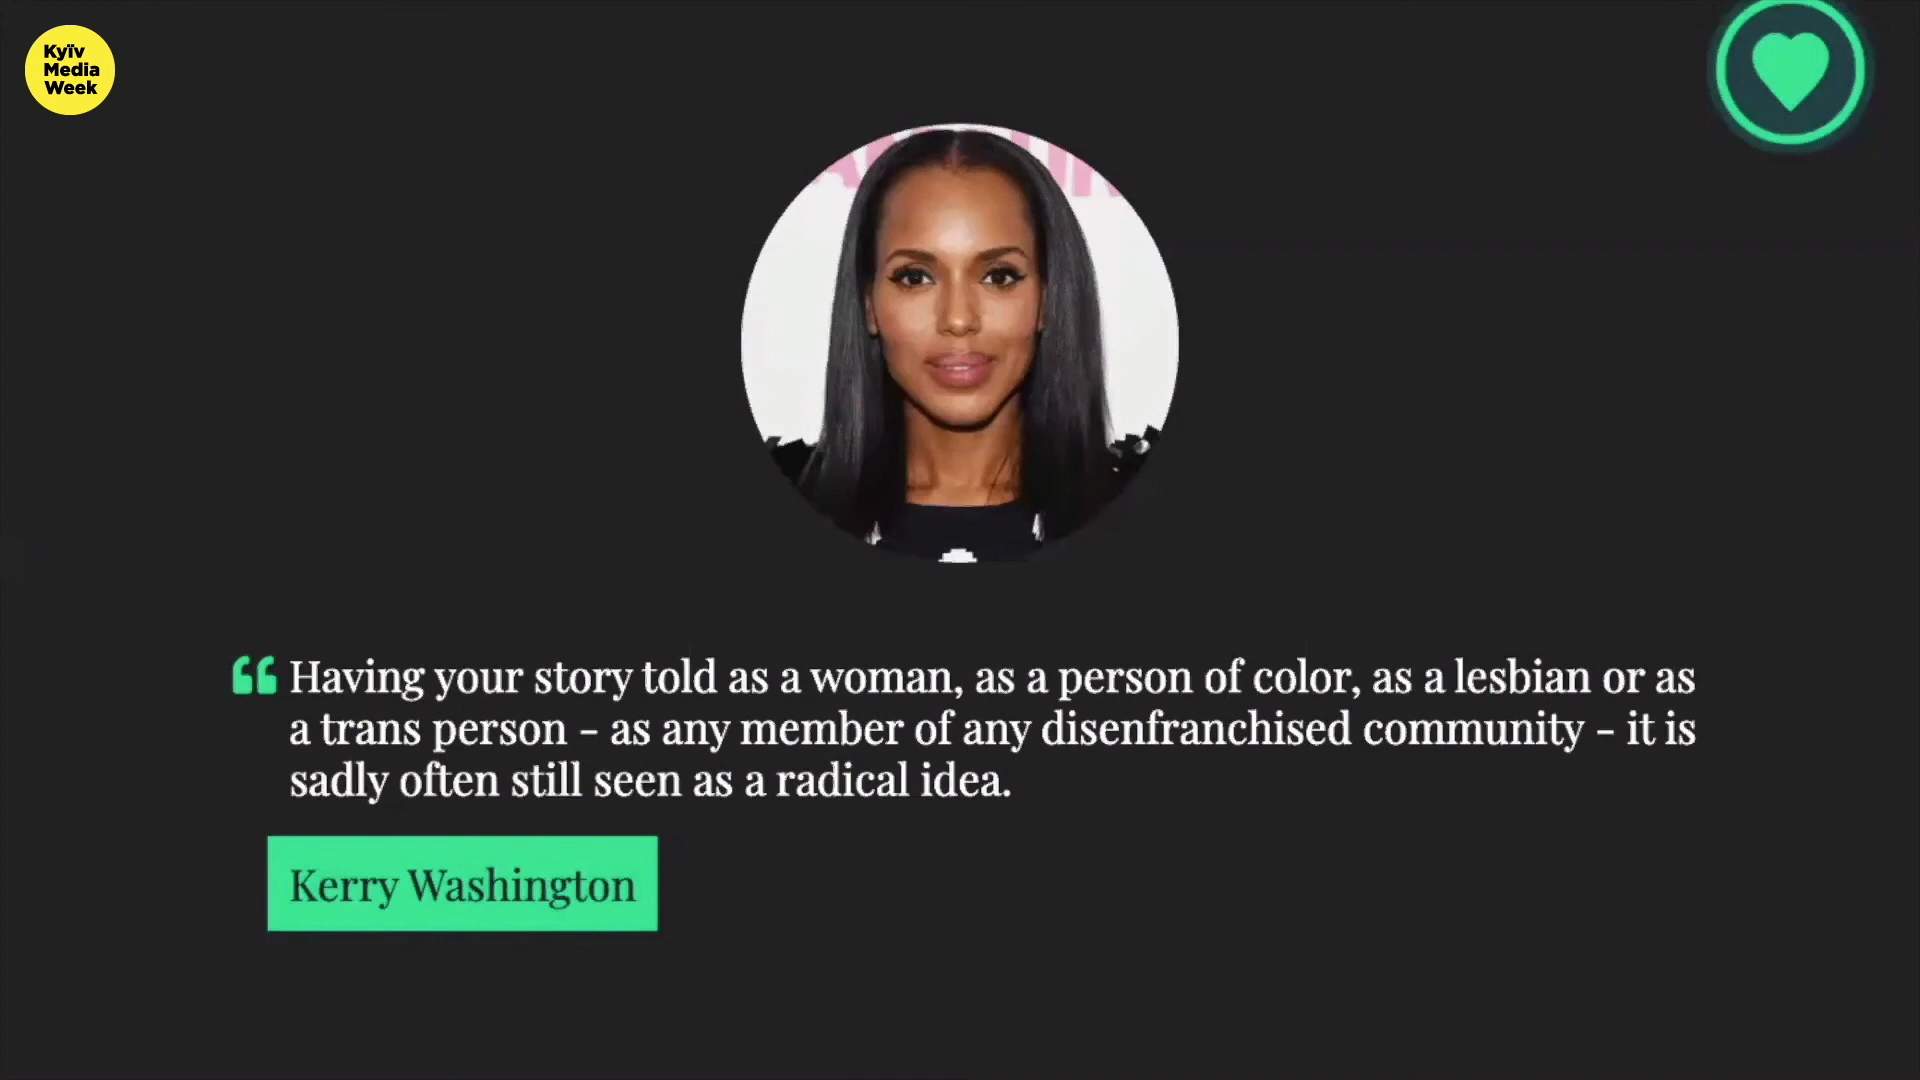 Kyïv
Media
Week
Having your story told as a woman, as a person of color, as a lesbian or as
a trans person - as any member of any disenfranchised community - it is
sadly often still seen as a radical idea.
Kerry Washington